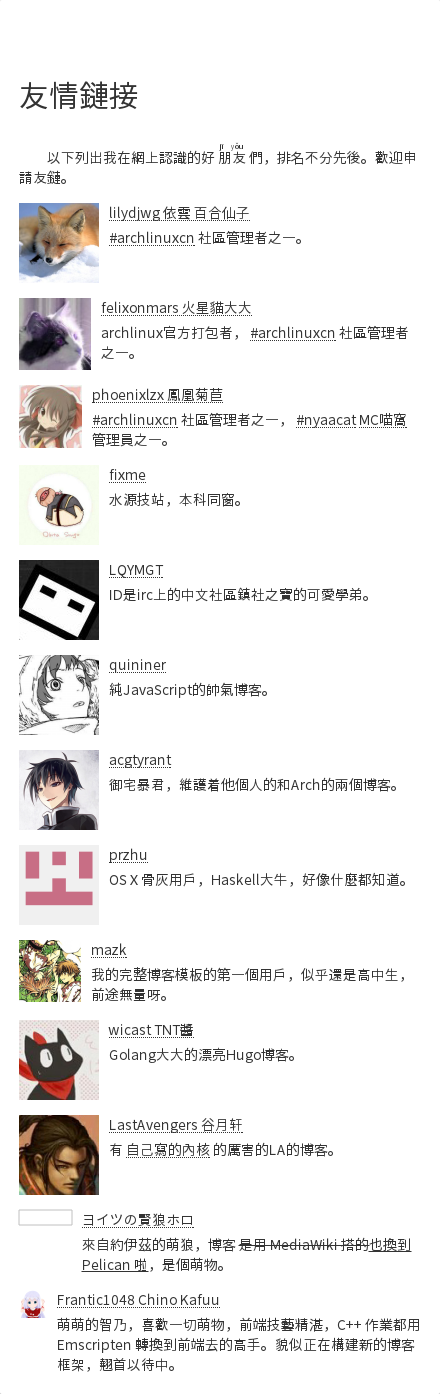 友情鏈接
jī yǒu
以下列出我在網上認識的好 朋友 們，排名不分先後。歡迎申
請友鏈。
lilydjwg 依雲 百合仙子
#archlinuxcn 社區管理者之一。
felixonmars 火星貓大大
archlinux官方打包者， #archlinuxcn 社區管理者
之一。
phoenixlzx 鳳凰菊苣
#archlinuxcn 社區管理者之一， #nyaacat MC喵窩
管理員之一。
fixme
水源技站，本科同窗。
LQYMGT
ID是irc上的中文社區鎮社之寶的可愛學弟。
quininer
純JavaScript的帥氣博客。
acgtyrant
御宅暴君，維護着他個人的和Arch的兩個博客。
przhu
OS X 骨灰用戶，Haskell大牛，好像什麼都知道。
mazk
我的完整博客模板的第一個用戶，似乎還是高中生，
前途無量呀。
wicast TNT醬
Golang大大的漂亮Hugo博客。
LastAvengers 谷月轩
有 自己寫的內核 的厲害的LA的博客。
ヨイツの賢狼ホロ
來自約伊茲的萌狼，博客 是用 MediaWiki 搭的也換到
Pelican 啦，是個萌物。
Frantic1048 Chino Kafuu
萌萌的智乃，喜歡一切萌物，前端技藝精湛，C++ 作業都用
Emscripten 轉換到前端去的高手。貌似正在構建新的博客
框架，翹首以待中。